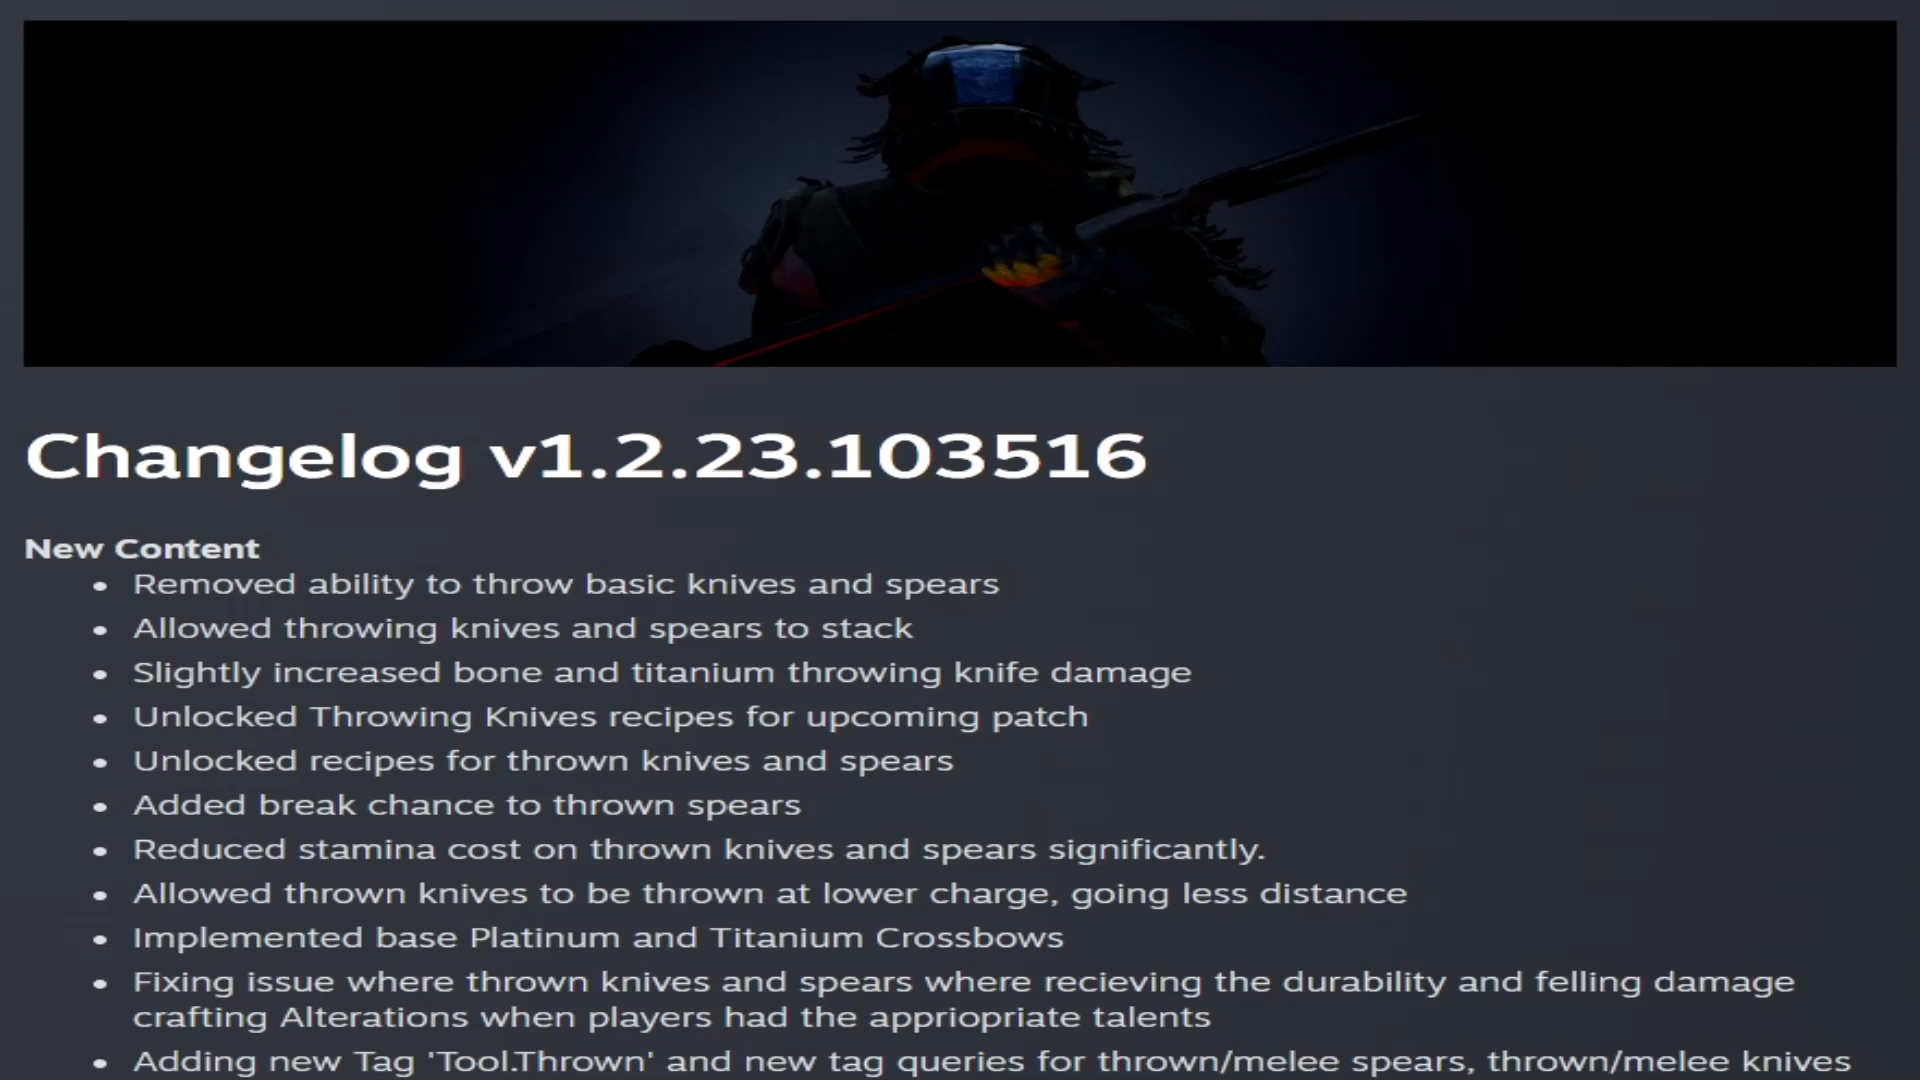 Changelog v1.2.23.103516
New Content
• Removed ability to throw basic knives and spears
• Allowed throwing knives and spears to stack
• Slightly increased bone and titanium throwing knife damage
• Unlocked Throwing Knives recipes for upcoming patch
• Unlocked recipes for thrown knives and spears
• Added break chance to thrown spears
• Reduced stamina cost on thrown knives and spears significantly.
• Allowed thrown knives to be thrown at lower charge, going less distance
• Implemented base Platinum and Titanium Crossbows
• Fixing issue where thrown knives and spears where recieving the durability and felling damage
crafting Alterations when players had the appriopriate talents
• Adding new Tag 'Tool.Thrown' and new tag queries for thrown/melee spears, thrown/melee knives